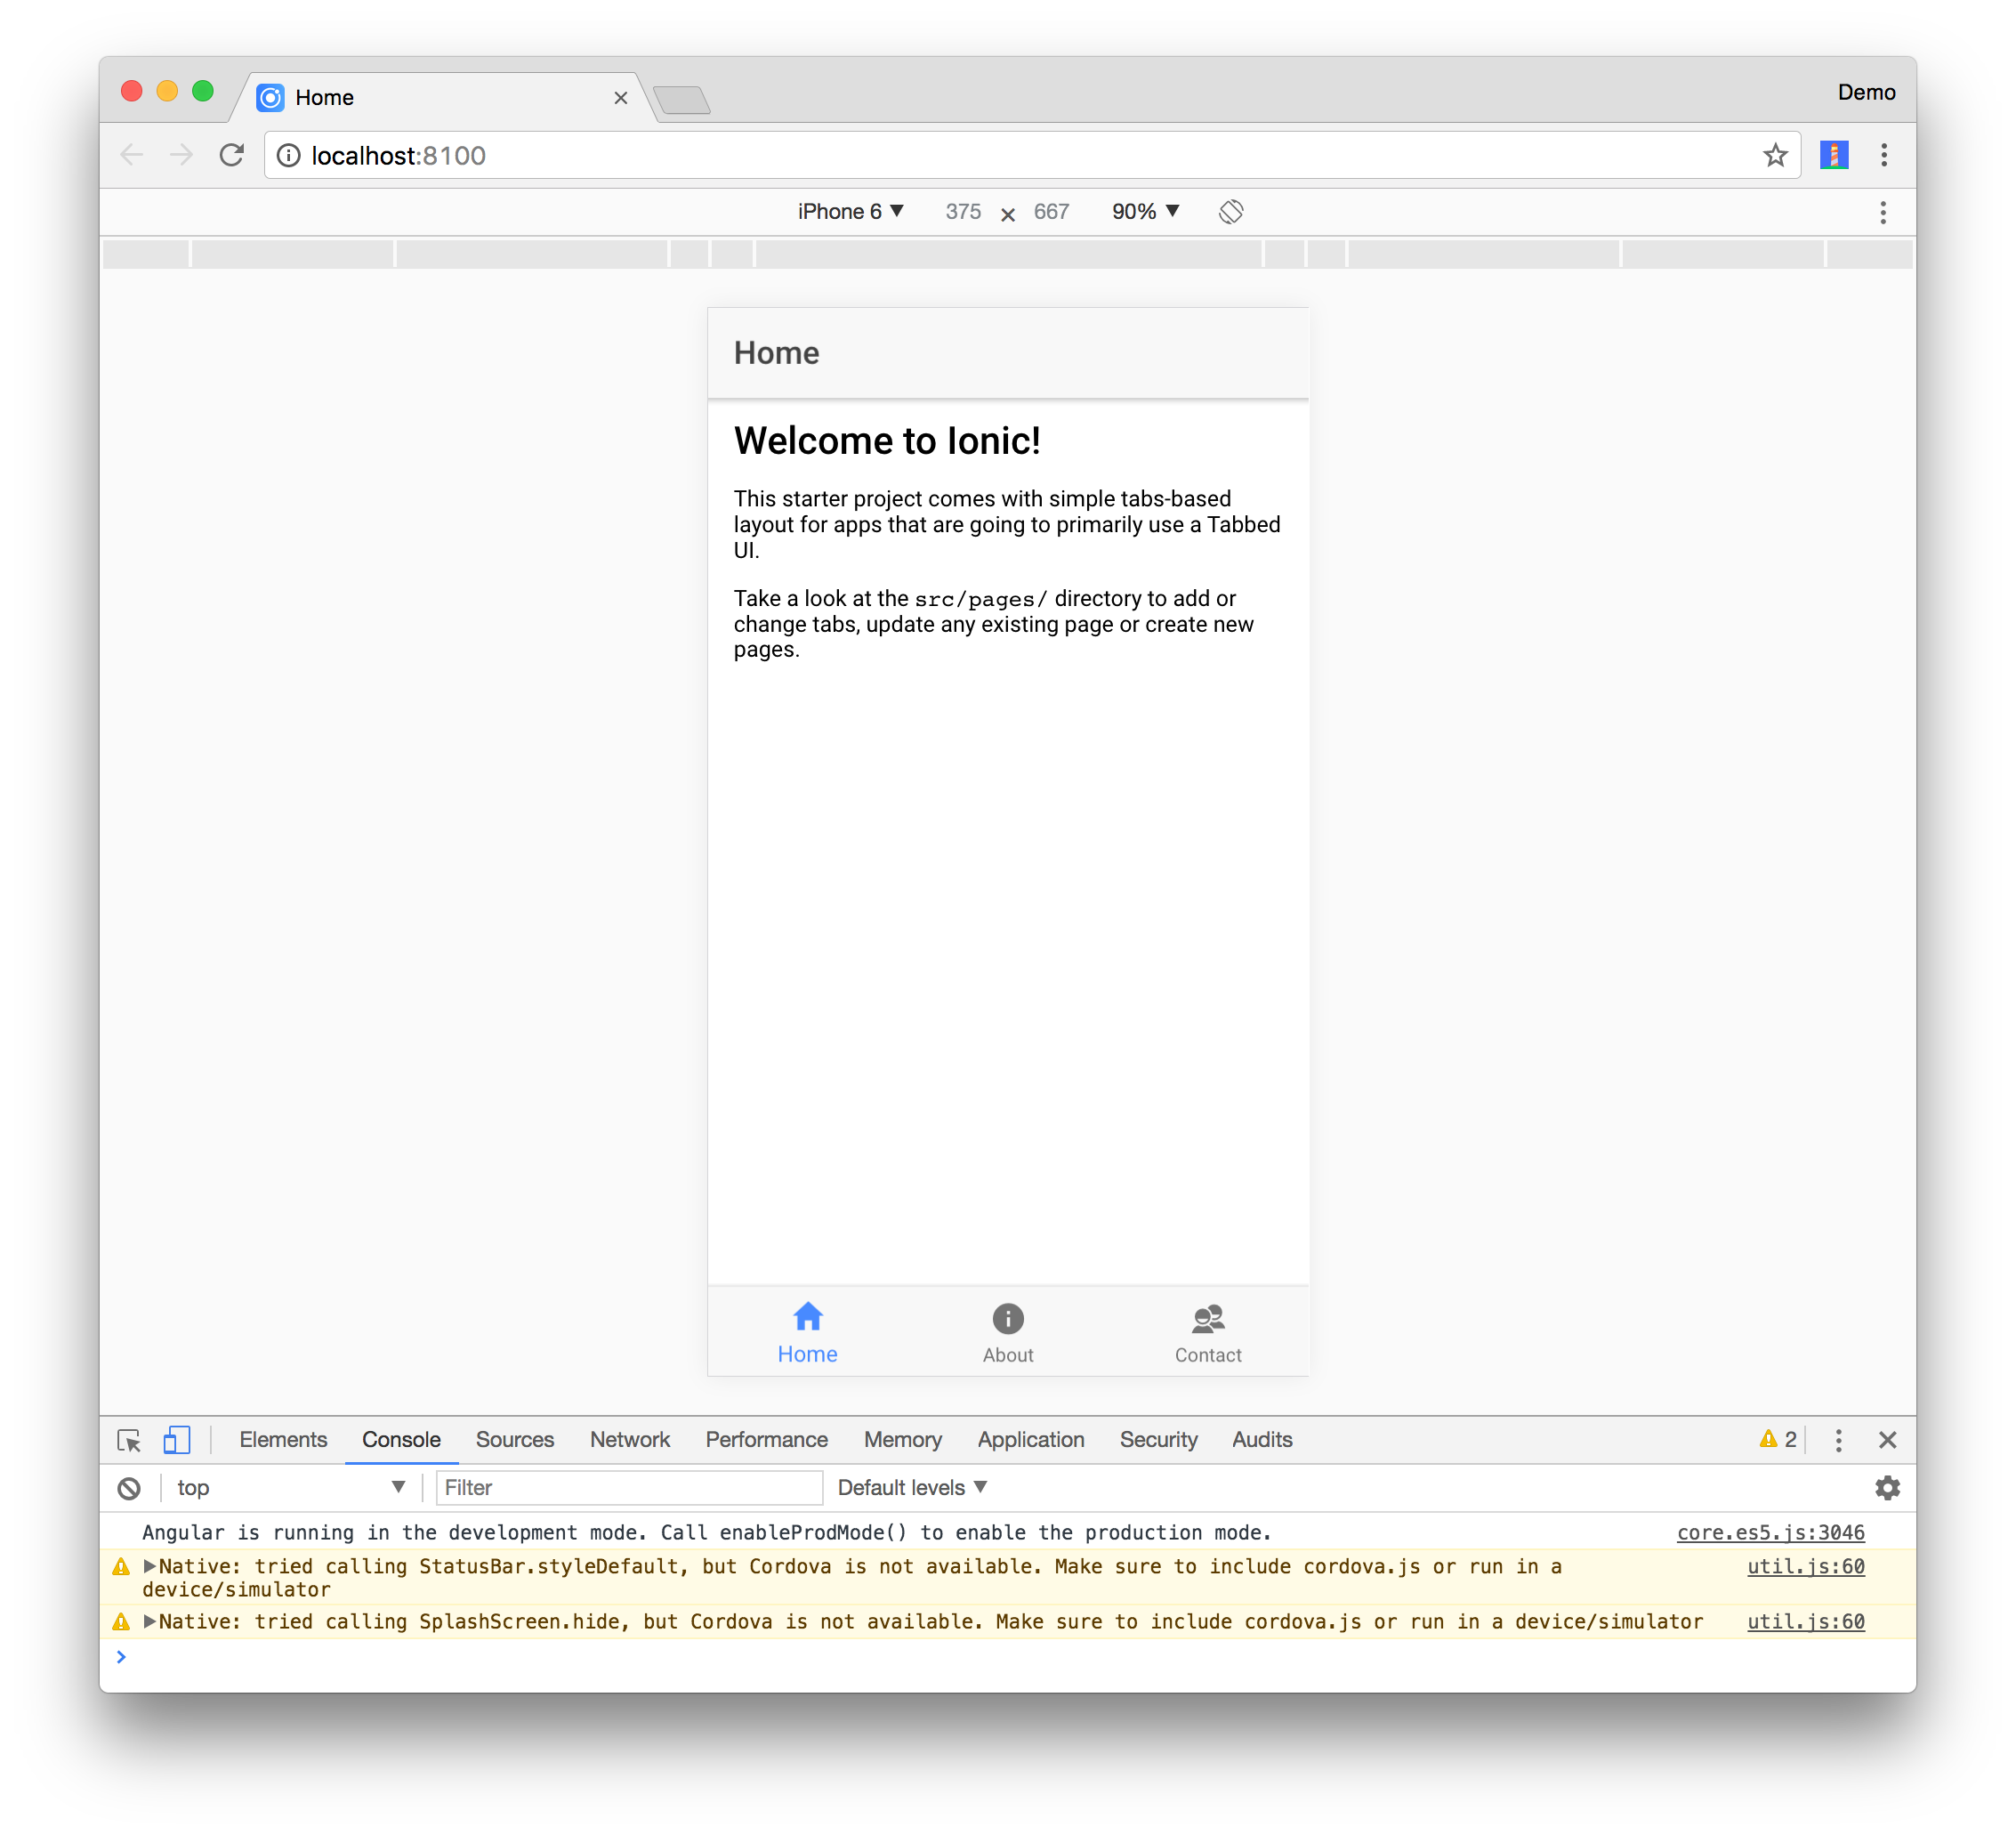 Home
Demo
localhost:8100
iPhone 6 ▼ 375 × 667 90% ▼
Home
Welcome to Ionic!
This starter project comes with simple tabs-based
layout for apps that are going to primarily use a Tabbed
UI.
Take a look at the src/pages/ directory to add or
change tabs, update any existing page or create new
pages.
Home About Contact
Elements Console Sources Network Performance Memory Application Security Audits 2
top ▼ Filter Default levels ▼
Angular is running in the development mode. Call enableProdMode() to enable the production mode. core.es5.js:3046
▶Native: tried calling StatusBar.styleDefault, but Cordova is not available. Make sure to include cordova.js or run in a util.js:60
device/simulator
▶Native: tried calling SplashScreen.hide, but Cordova is not available. Make sure to include cordova.js or run in a device/simulator util.js:60